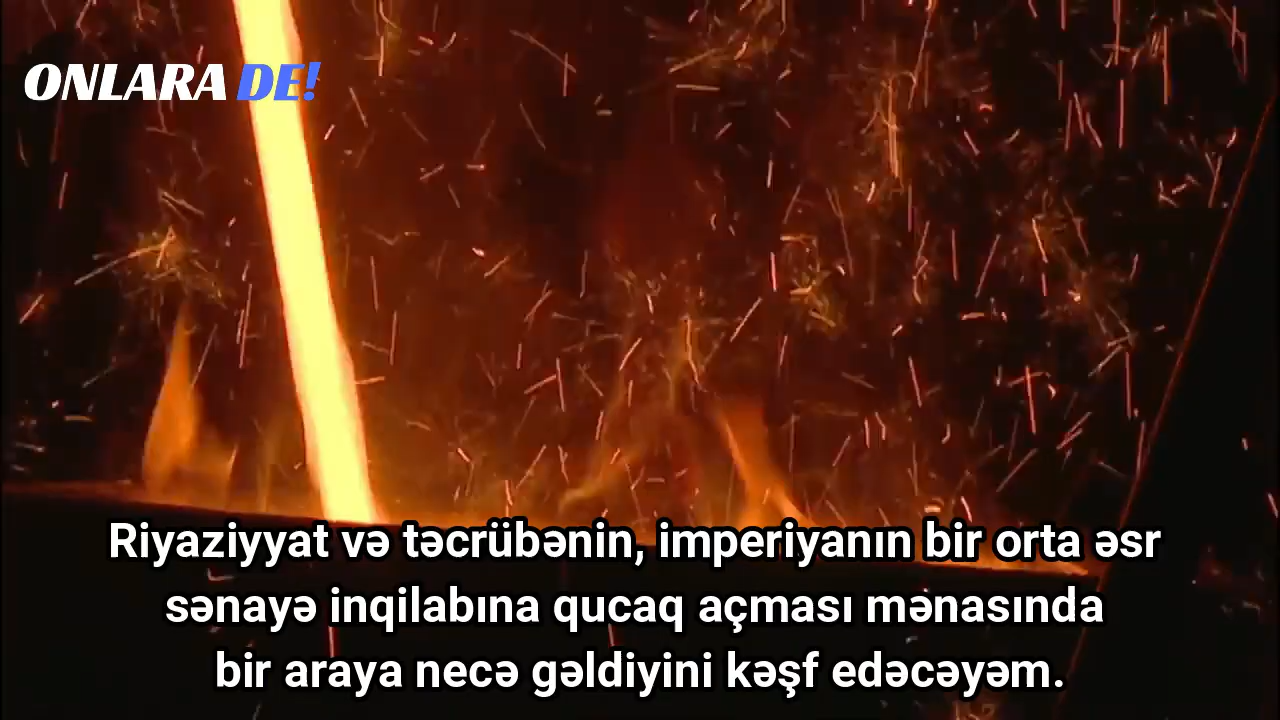 ONLARA DE!
Riyaziyyat və təcrübənin, imperiyanın bir orta əsr
sənayə inqilabına qucaq açması mənasında
bir araya necə gəldiyini kəşf edəcəyəm.